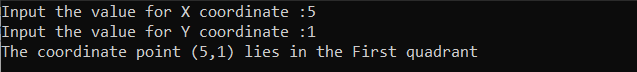 Input the value for X coordinate :5
Input the value for Y coordinate :1
The coordinate point (5,1) lies in the First quadrant